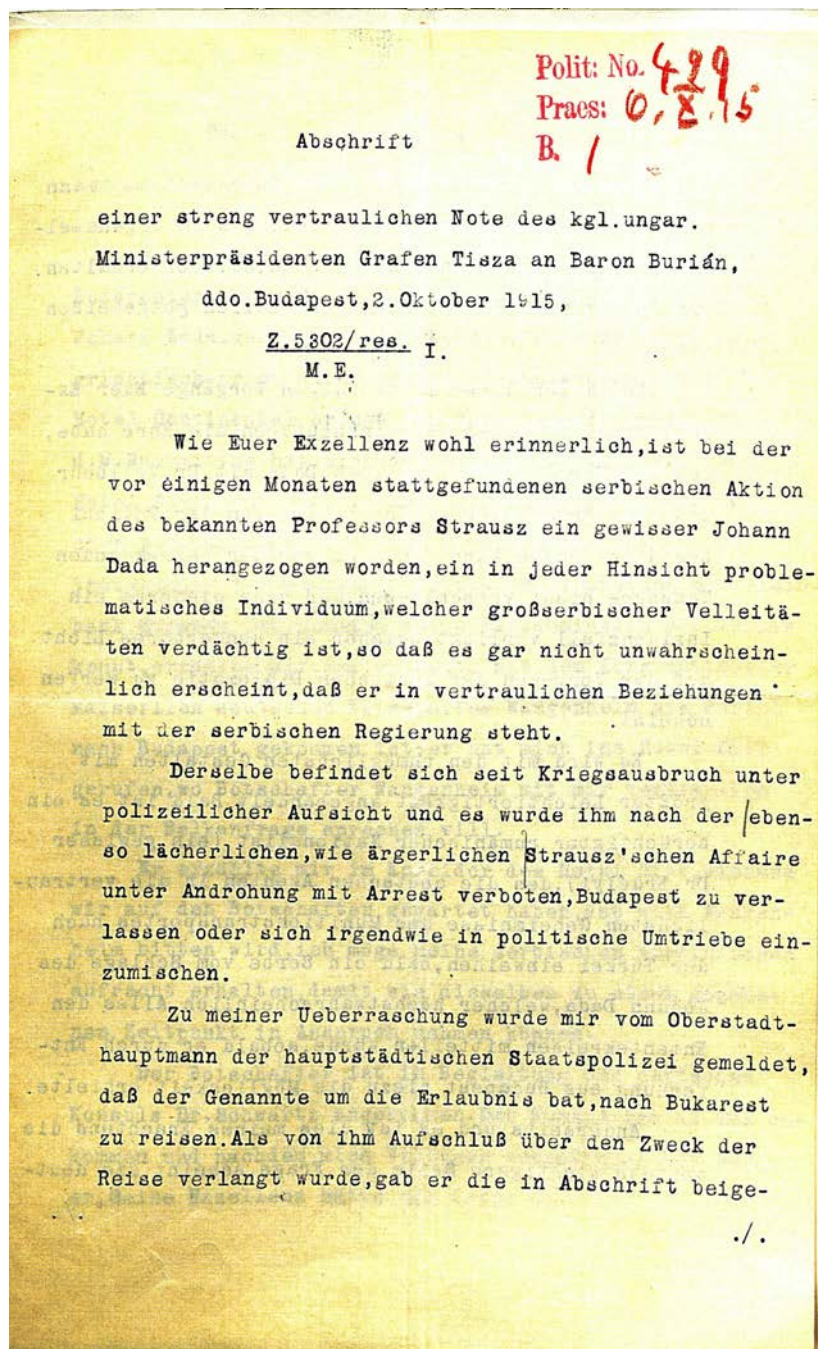 Polit: No. 499
Praes: 6. X. 15
B. 1
Abschrift
einer streng vertraulichen Note des kgl.ungar.
Ministerpräsidenten Grafen Tisza an Baron Burián,
ddo.Budapest,2.Oktober 1915,
Z.5302/res. I.
M.E.
Wie Euer Exzellenz wohl erinnerlich,ist bei der
vor einigen Monaten stattgefundenen serbischen Aktion
des bekannten Professors Strausz ein gewisser Johann
Dada herangezogen worden,ein in jeder Hinsicht proble-
matisches Individuum,welcher großserbischer Velleitä-
ten verdächtig ist,so daß es gar nicht unwahrschein-
lich erscheint,daß er in vertraulichen Beziehungen
mit der serbischen Regierung steht.
Derselbe befindet sich seit Kriegsausbruch unter
polizeilicher Aufsicht und es wurde ihm nach der eben-
so lächerlichen,wie ärgerlichen Strausz'schen Affaire
unter Androhung mit Arrest verboten,Budapest zu ver-
lassen oder sich irgendwie in politische Umtriebe ein-
zumischen.
Zu meiner Ueberraschung wurde mir vom Oberstadt-
hauptmann der hauptstädtischen Staatspolizei gemeldet,
daß der Genannte um die Erlaubnis bat,nach Bukarest
zu reisen.Als von ihm Aufschluß über den Zweck der
Reise verlangt wurde,gab er die in Abschrift beige-
./.